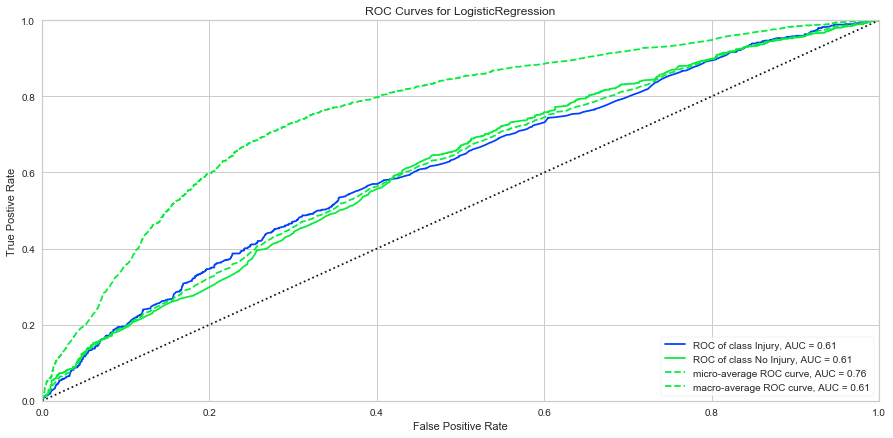 ROC Curves for LogisticRegression
1.0
0.8
0.6
0.4
0.2
0.0
True Postive Rate
ROC of class Injury, AUC = 0.61
ROC of class No Injury, AUC = 0.61
micro-average ROC curve, AUC = 0.76
macro-average ROC curve, AUC = 0.61
0.0 0.2 0.4 0.6 0.8 1.0
False Positive Rate